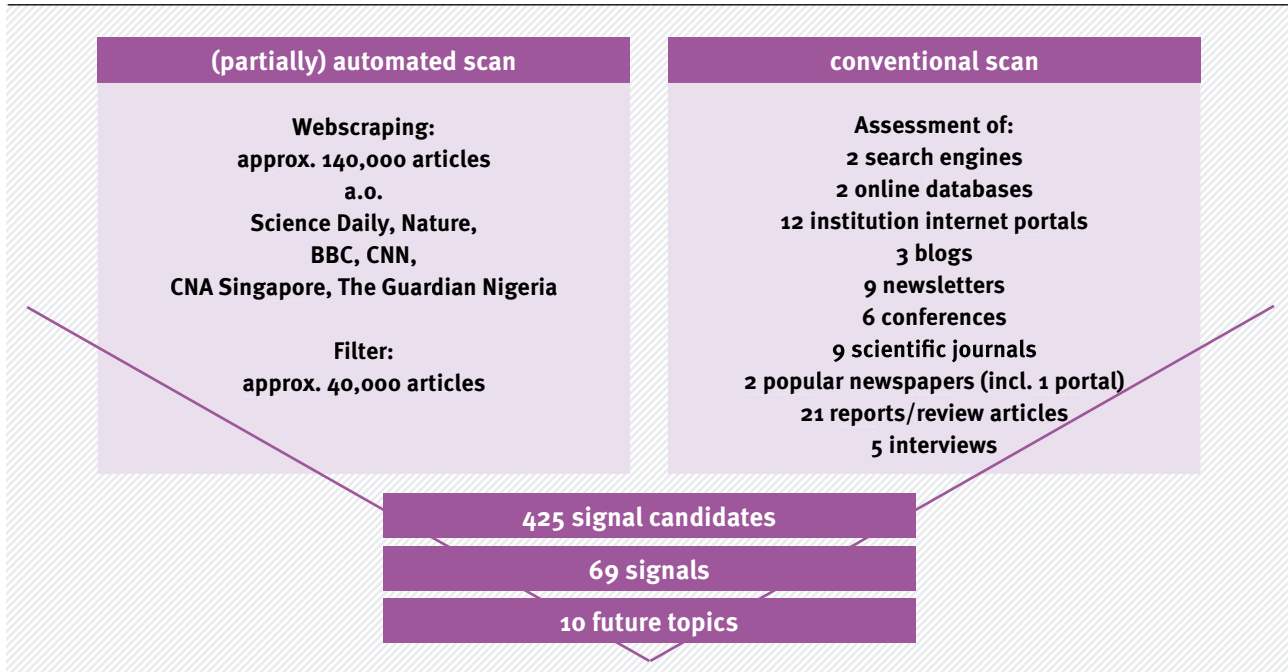 (partially) automated scan
Webscraping:
approx. 140,000 articles
a.o.
Science Daily, Nature,
BBC, CNN,
CNA Singapore, The Guardian Nigeria
Filter:
approx. 40,000 articles
conventional scan
Assessment of:
2 search engines
2 online databases
12 institution internet portals
3 blogs
9 newsletters
6 conferences
9 scientific journals
2 popular newspapers (incl. 1 portal)
21 reports/review articles
5 interviews
425 signal candidates
69 signals
10 future topics